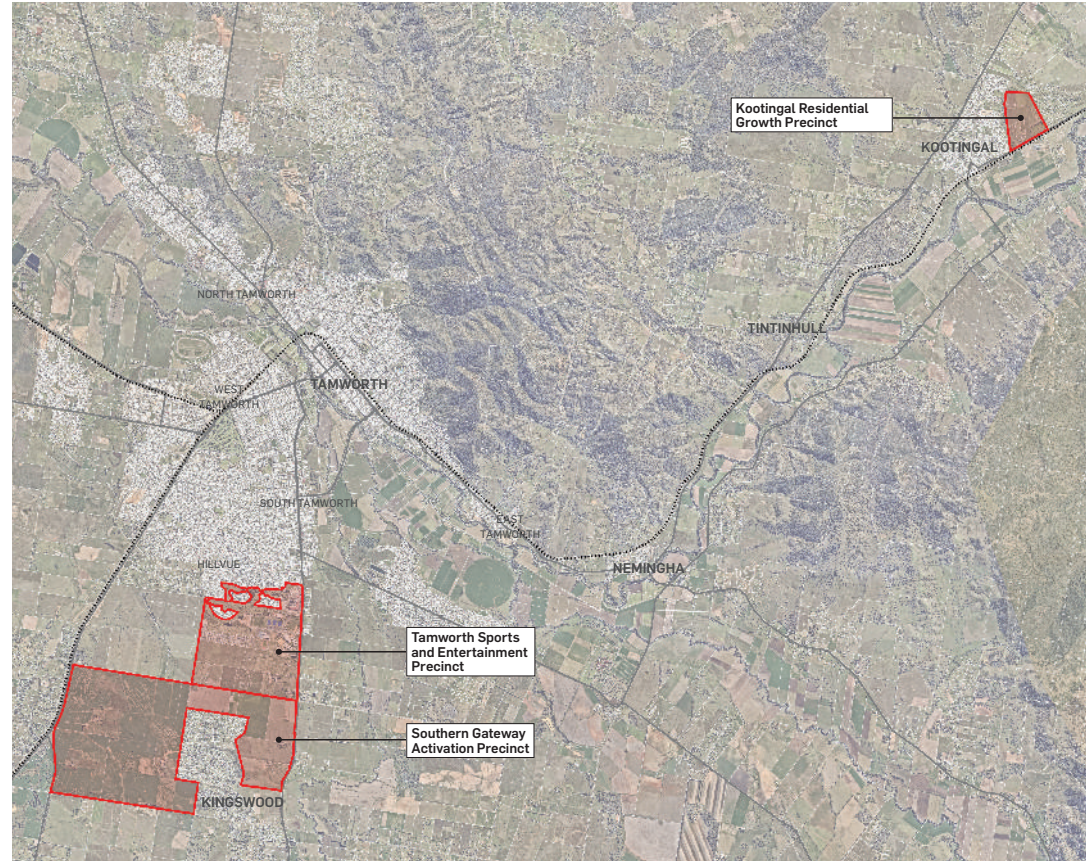 Kootingal Residential
Growth Precinct
KOOTINGAL
NORTH TAMWORTH
TINTINHULL
TAMWORTH
WEST
TAMWORTH
SOUTH TAMWORTH
EAST
TAMWORTH
HILLVUE
NEMINGHA
Tamworth Sports
and Entertainment
Precinct
Southern Gateway
Activation Precinct
KINGSWOOD